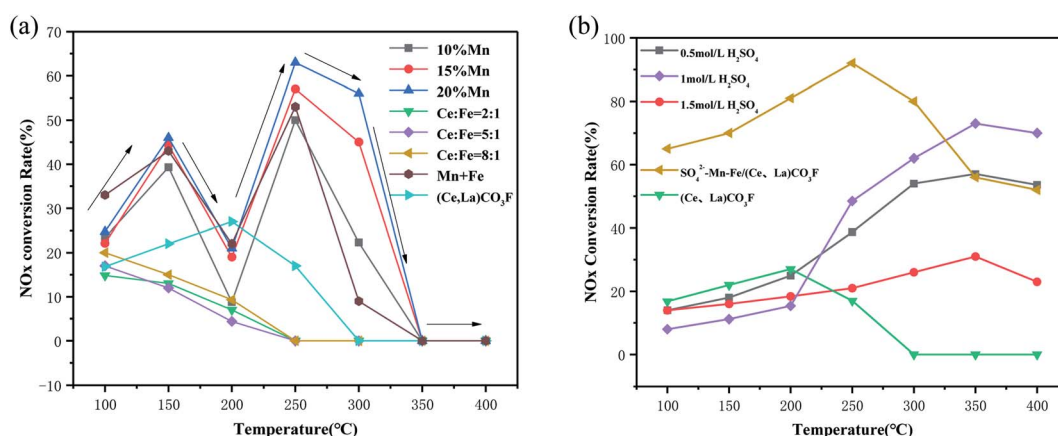 (a)
70
60
50
40
30
20
10
0
−10
NOx conversion Rate(%)
10%Mn
15%Mn
20%Mn
Ce:Fe=2:1
Ce:Fe=5:1
Ce:Fe=8:1
Mn+Fe
(Ce,La)CO₃F
100 150 200 250 300 350 400
Temperature(℃)
(b)
100
80
60
40
20
0
NOx Conversion Rate(%)
0.5mol/L H₂SO₄
1mol/L H₂SO₄
1.5mol/L H₂SO₄
SO₄²⁻-Mn-Fe/(Ce、La)CO₃F
(Ce、La)CO₃F
100 150 200 250 300 350 400
Temperature(℃)